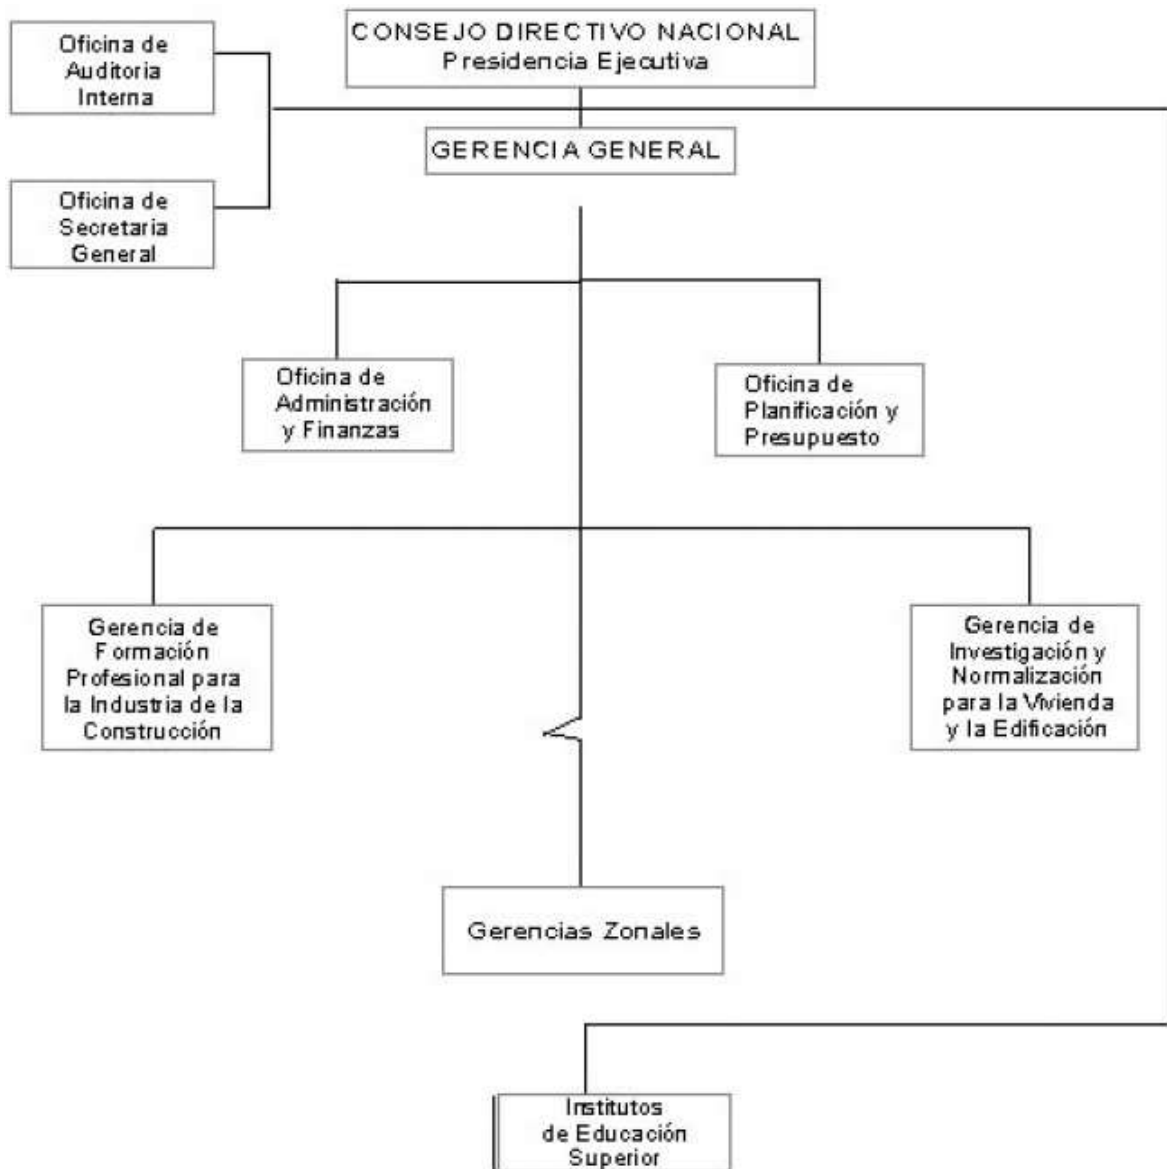 CONSEJO DIRECTIVO NACIONAL
Presidencia Ejecutiva
Oficina de
Auditoria
Interna
GERENCIA GENERAL
Oficina de
Secretaria
General
Oficina de
Administración
y Finanzas
Oficina de
Planificación y
Presupuesto
Gerencia de
Formación
Profesional para
la Industria de la
Construcción
Gerencia de
Investigación y
Normalización
para la Vivienda
y la Edificación
Gerencias Zonales
Institutos
de Educación
Superior